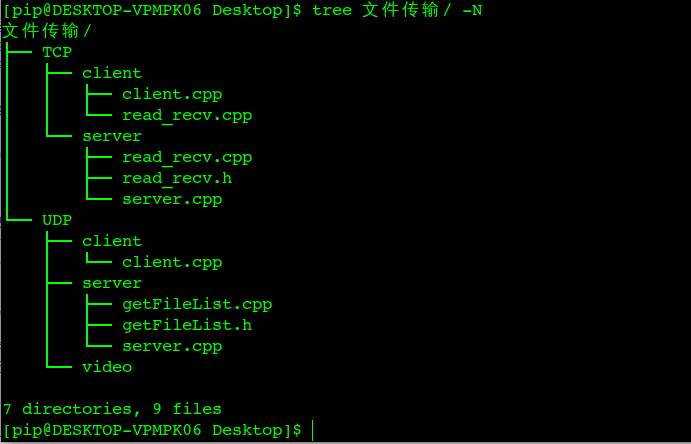 [pip@DESKTOP-VPMPK06 Desktop]$ tree 文件传输/ -N
文件传输/
├── TCP
│   ├── client
│   │   ├── client.cpp
│   │   ├── read_recv.cpp
│   └── server
│       ├── read_recv.cpp
│       ├── read_recv.h
│       └── server.cpp
└── UDP
    ├── client
    │   └── client.cpp
    ├── server
    │   ├── getFileList.cpp
    │   ├── getFileList.h
    │   └── server.cpp
    └── video
7 directories, 9 files
[pip@DESKTOP-VPMPK06 Desktop]$